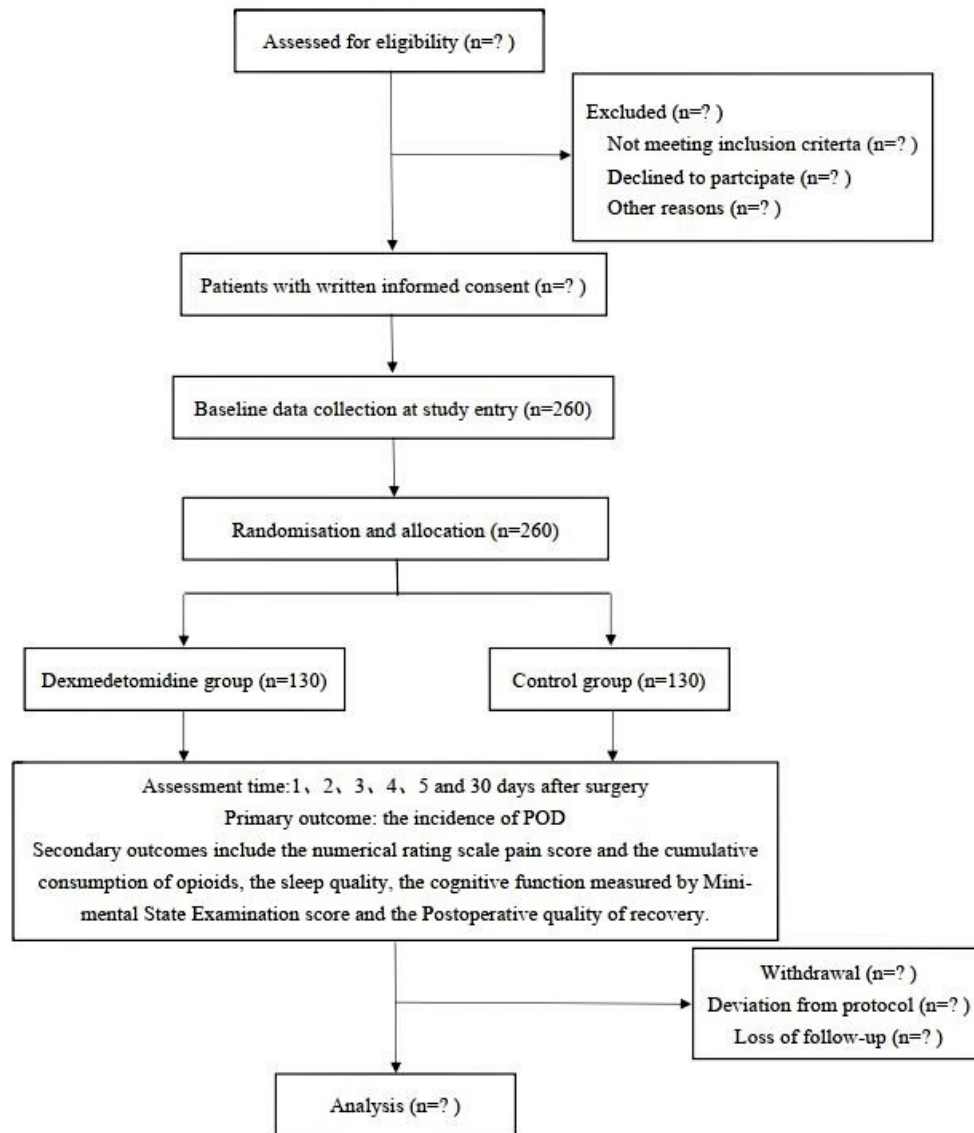 Assessed for eligibility (n=? )
Excluded (n=? )
Not meeting inclusion criterta (n=? )
Declined to partcipate (n=? )
Other reasons (n=? )
Patients with written informed consent (n=? )
Baseline data collection at study entry (n=260)
Randomisation and allocation (n=260)
Dexmedetomidine group (n=130)
Control group (n=130)
Assessment time:1、2、3、4、5 and 30 days after surgery
Primary outcome: the incidence of POD
Secondary outcomes include the numerical rating scale pain score and the cumulative
consumption of opioids, the sleep quality, the cognitive function measured by Mini-
mental State Examination score and the Postoperative quality of recovery.
Withdrawal (n=? )
Deviation from protocol (n=? )
Loss of follow-up (n=? )
Analysis (n=? )